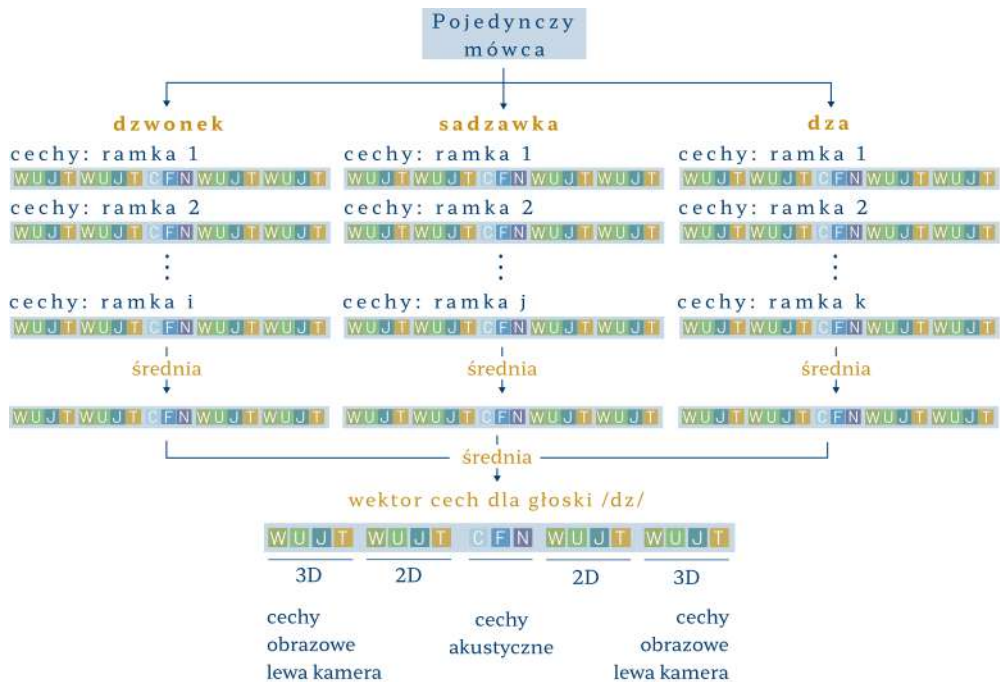 Pojedynczy
mówca
dzwonek
sadzawka
dza
cechy: ramka 1
cechy: ramka 1
cechy: ramka 1
WUJT WUJT CFN WUJT WUJT
WUJT WUJT CFN WUJT WUJT
WUJT WUJT CFN WUJT WUJT
cechy: ramka 2
cechy: ramka 2
cechy: ramka 2
WUJT WUJT CFN WUJT WUJT
WUJT WUJT CFN WUJT WUJT
WUJT WUJT CFN WUJT WUJT
cechy: ramka i
cechy: ramka j
cechy: ramka k
WUJT WUJT CFN WUJT WUJT
WUJT WUJT CFN WUJT WUJT
WUJT WUJT CFN WUJT WUJT
średnia
średnia
średnia
WUJT WUJT CFN WUJT WUJT
WUJT WUJT CFN WUJT WUJT
WUJT WUJT CFN WUJT WUJT
średnia
wektor cech dla głoski /dz/
WUJT WUJT CFN WUJT WUJT
3D 2D 2D 3D
cechy
obrazowe
lewa kamera
cechy
akustyczne
cechy
obrazowe
lewa kamera